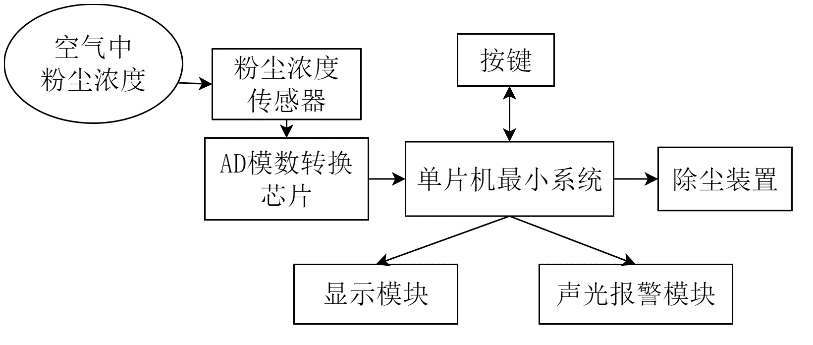 空气中
粉尘浓度
粉尘浓度
传感器
按键
AD模数转换
芯片
单片机最小系统
除尘装置
显示模块
声光报警模块